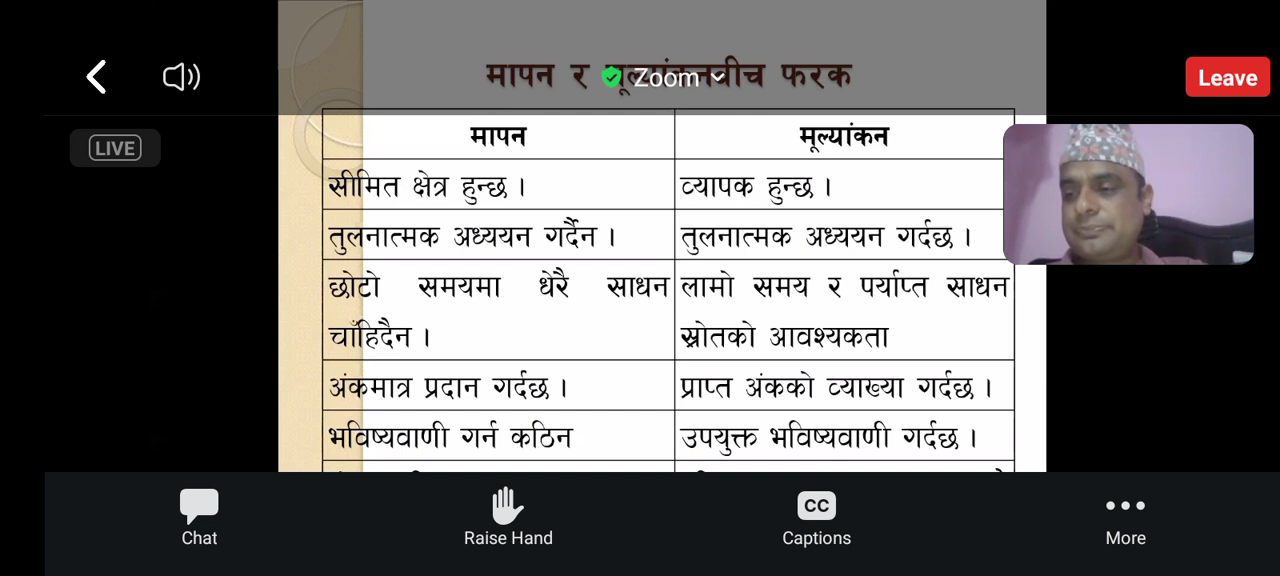 मापन र मूल्यांकनवीच फरक
Zoom
Leave
LIVE
मापन
मूल्यांकन
सीमित क्षेत्र हुन्छ ।
व्यापक हुन्छ ।
तुलनात्मक अध्ययन गर्दैन ।
तुलनात्मक अध्ययन गर्दछ ।
छोटो समयमा धेरै साधन
चाँहिदैन ।
लामो समय र पर्याप्त साधन
स्रोतको आवश्यकता
अंकमात्र प्रदान गर्दछ ।
प्राप्त अंकको व्याख्या गर्दछ ।
भविष्यवाणी गर्न कठिन
उपयुक्त भविष्यवाणी गर्दछ ।
Chat
Raise Hand
CC
Captions
More